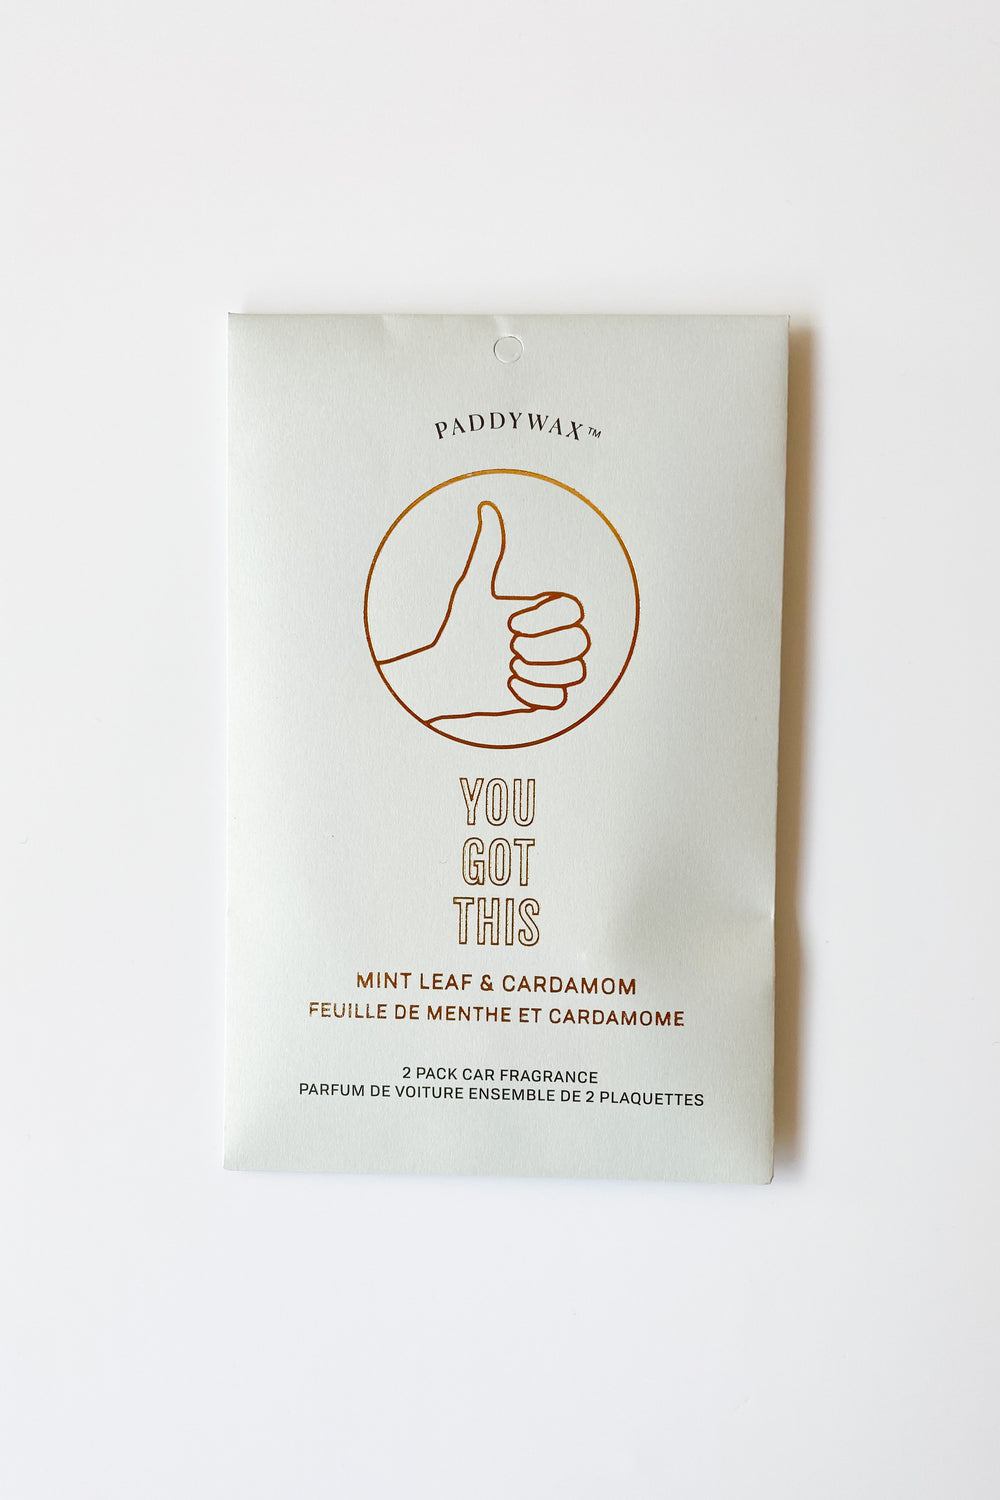 PADDYWAX™
YOU
GOT
THIS
MINT LEAF & CARDAMOM
FEUILLE DE MENTHE ET CARDAMOME
2 PACK CAR FRAGRANCE
PARFUM DE VOITURE ENSEMBLE DE 2 PLAQUETTES